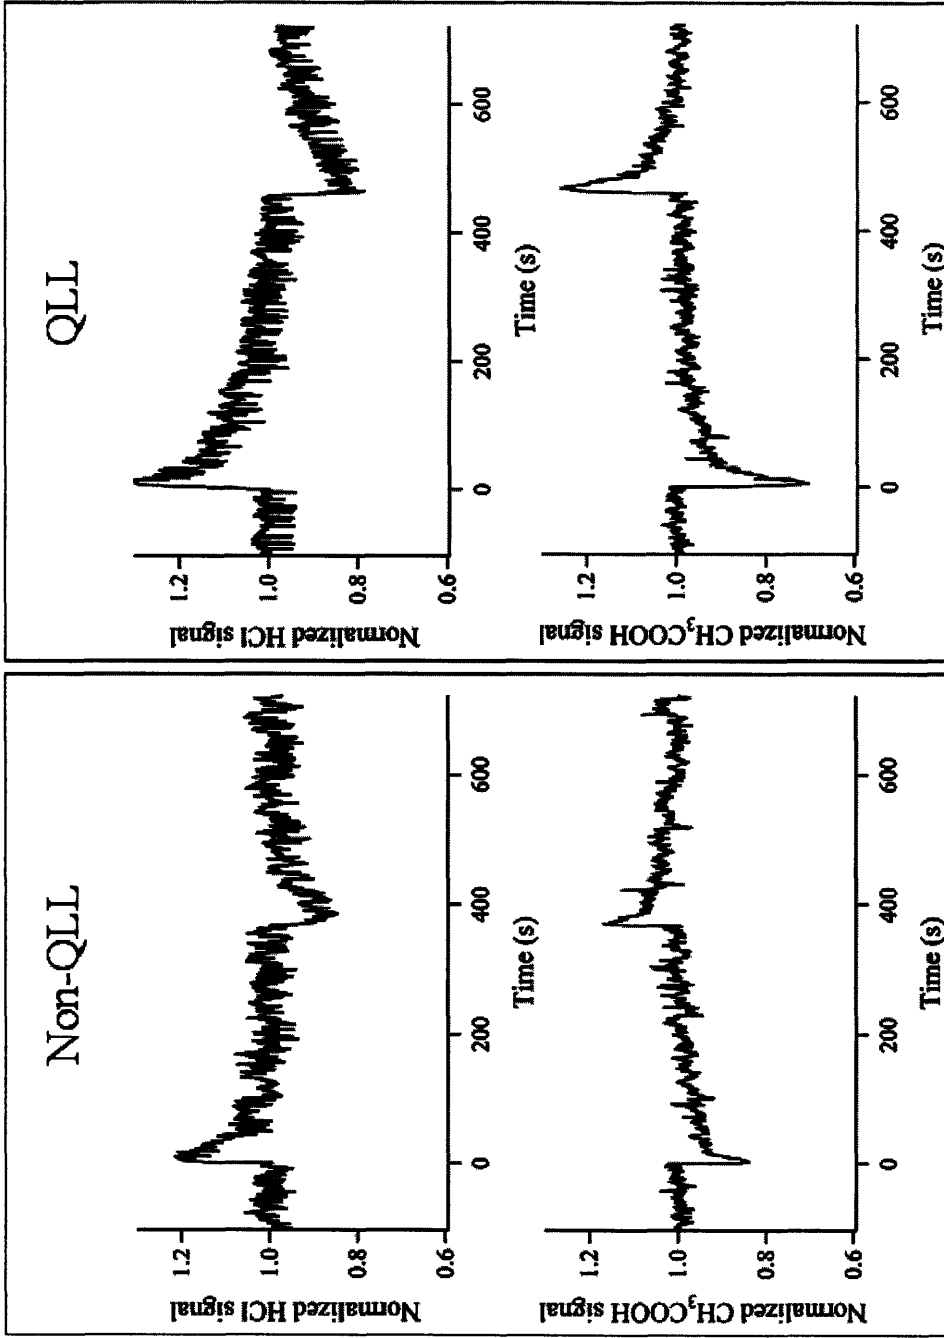 Non-QLL
Normalized HCl signal
1.2
1.0
0.8
0.6
0 200 400 600
Time (s)
Normalized CH₃COOH signal
1.2
1.0
0.8
0.6
0 200 400 600
Time (s)
QLL
Normalized HCl signal
1.2
1.0
0.8
0.6
0 200 400 600
Time (s)
Normalized CH₃COOH signal
1.2
1.0
0.8
0.6
0 200 400 600
Time (s)